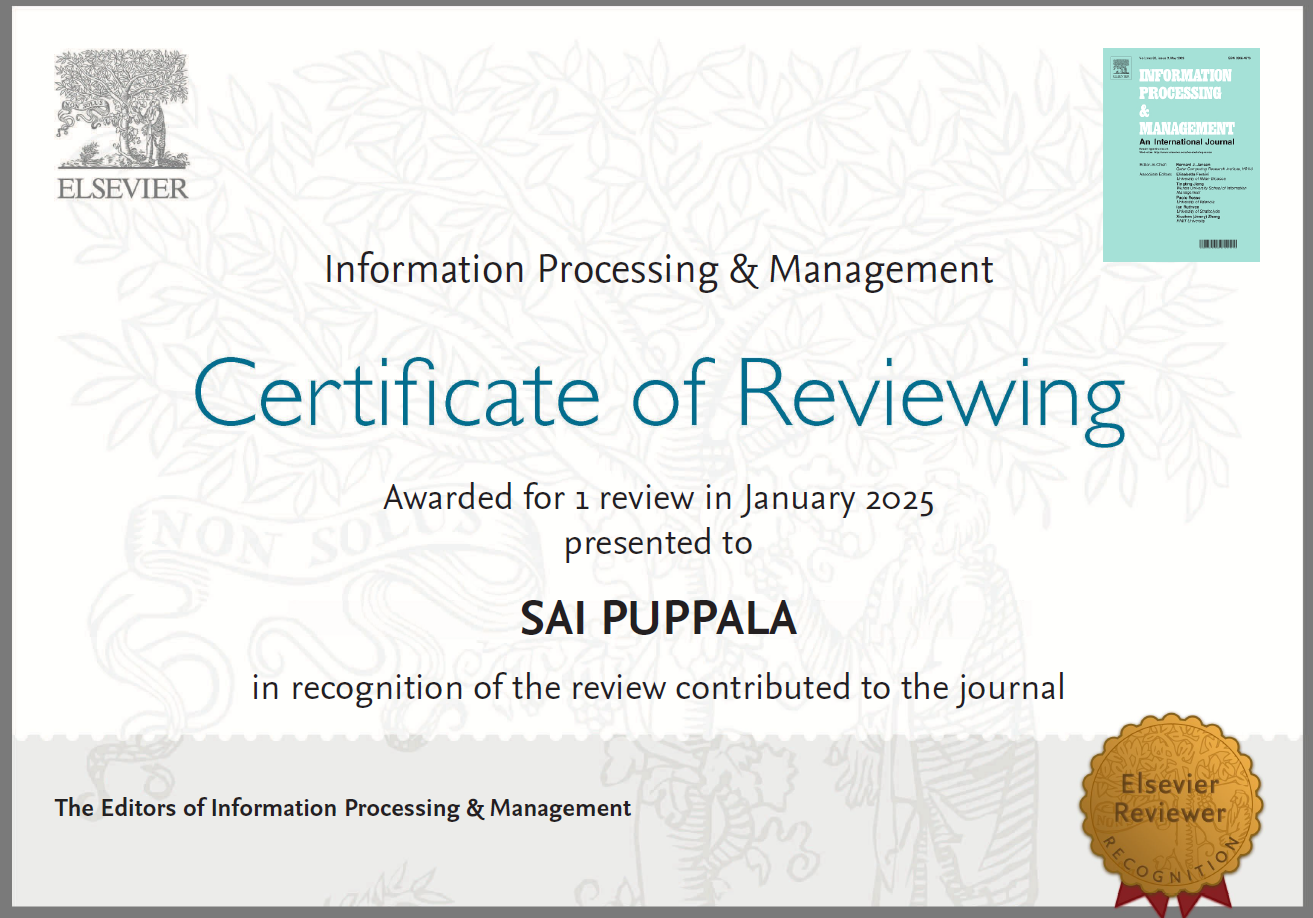 ELSEVIER
INFORMATION
PROCESSING
&
MANAGEMENT
An International Journal
Information Processing & Management
Certificate of Reviewing
Awarded for 1 review in January 2025
presented to
NON SOLUS
SAI PUPPALA
in recognition of the review contributed to the journal
The Editors of Information Processing & Management
Elsevier
Reviewer
RECOGNITION